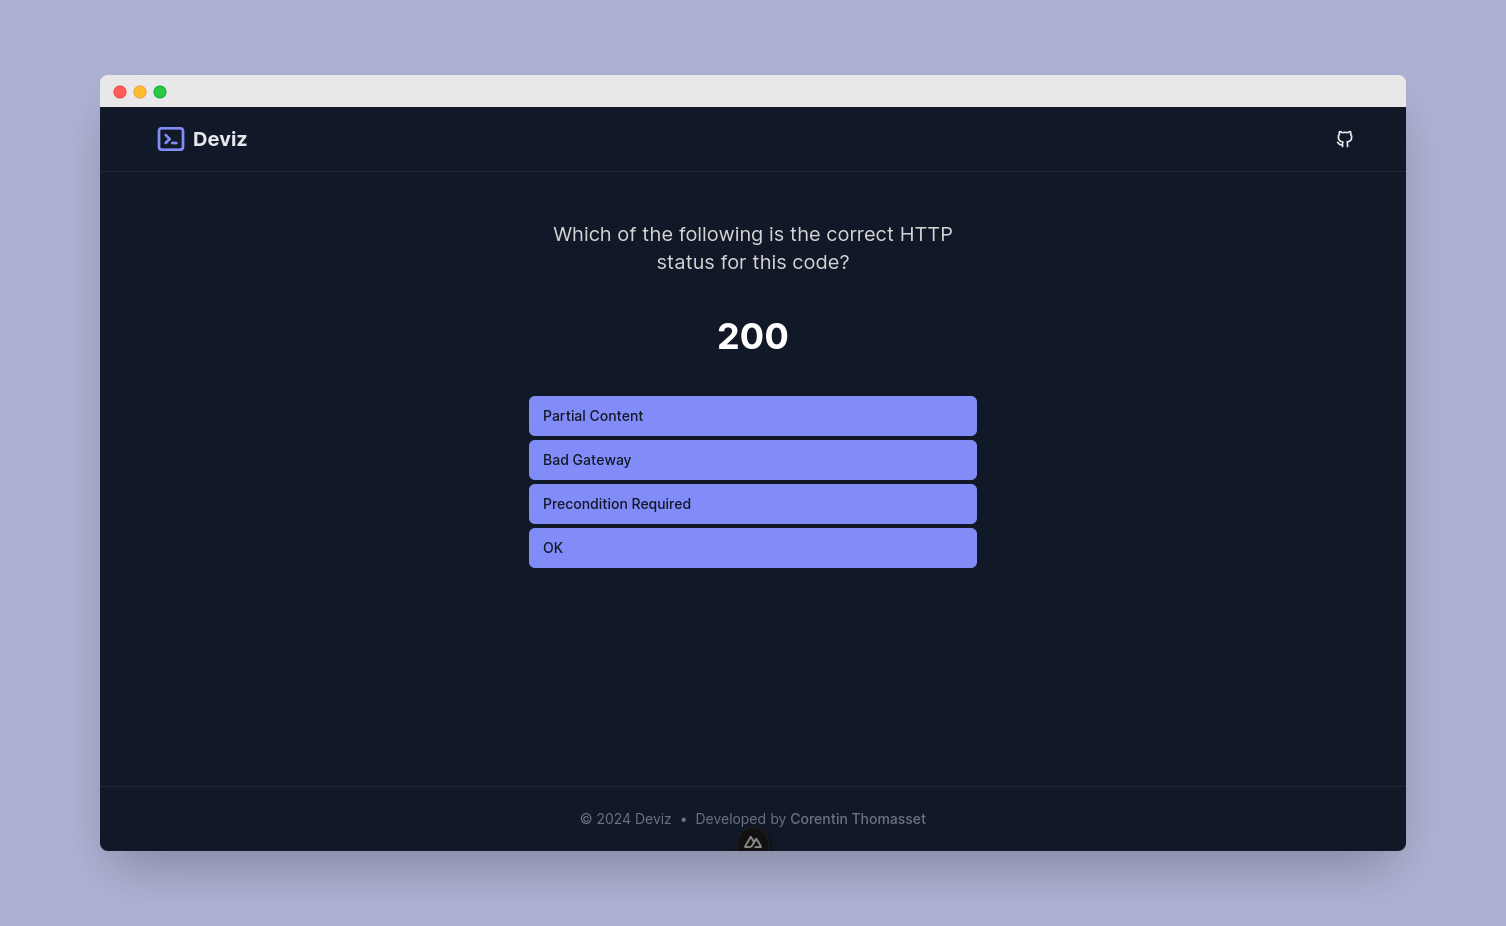 Deviz
Which of the following is the correct HTTP
status for this code?
200
Partial Content
Bad Gateway
Precondition Required
OK
© 2024 Deviz • Developed by Corentin Thomasset